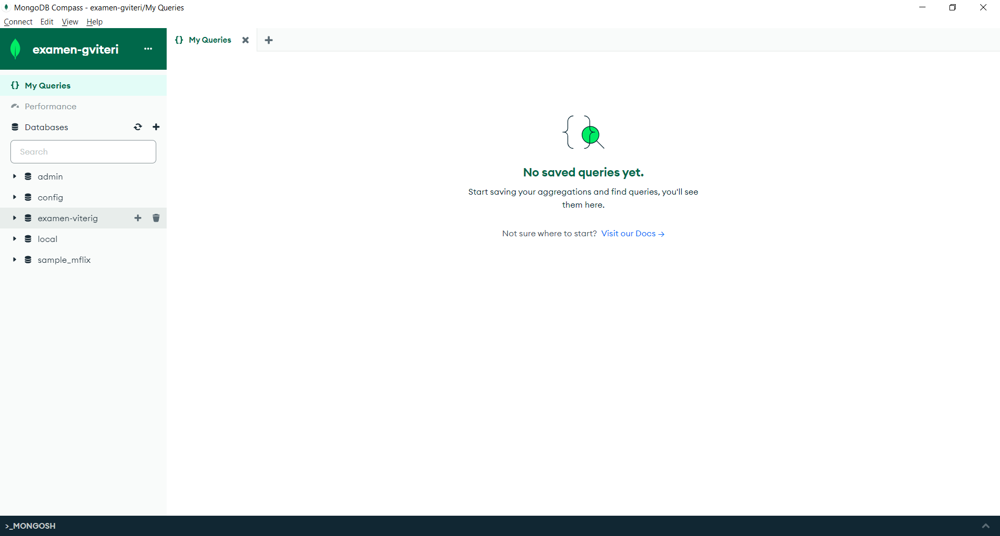 MongoDB Compass - examen-gviteri/My Queries
Connect Edit View Help
examen-gviteri
{} My Queries
Performance
Databases
Search
admin
config
examen-viterig
local
sample_mflix
{} My Queries
No saved queries yet.
Start saving your aggregations and find queries, you'll see
them here.
Not sure where to start? Visit our Docs →
>_MONGOSH